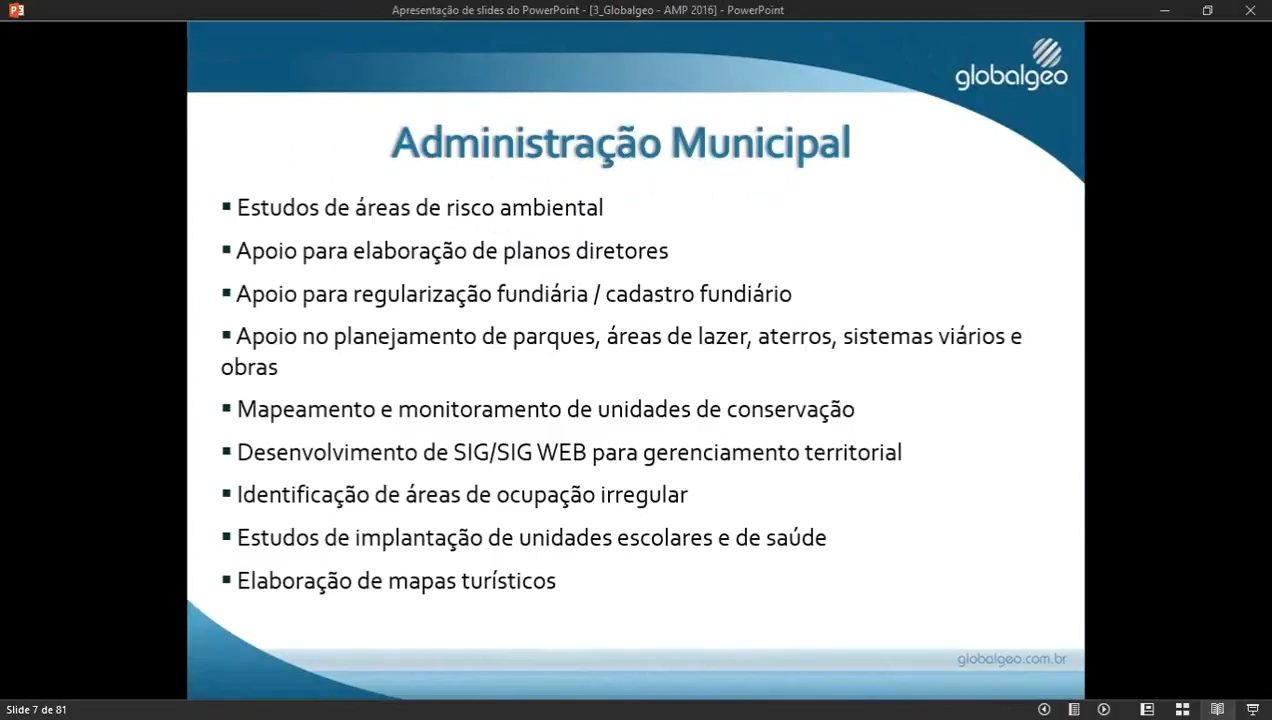 Apresentação de slides do PowerPoint - [3_Globalgeo - AMP 2016] - PowerPoint
globalgeo
Administração Municipal
▪ Estudos de áreas de risco ambiental
▪ Apoio para elaboração de planos diretores
▪ Apoio para regularização fundiária / cadastro fundiário
▪ Apoio no planejamento de parques, áreas de lazer, aterros, sistemas viários e
obras
▪ Mapeamento e monitoramento de unidades de conservação
▪ Desenvolvimento de SIG/SIG WEB para gerenciamento territorial
▪ Identificação de áreas de ocupação irregular
▪ Estudos de implantação de unidades escolares e de saúde
▪ Elaboração de mapas turísticos
globalgeo.com.br
Slide 7 de 81